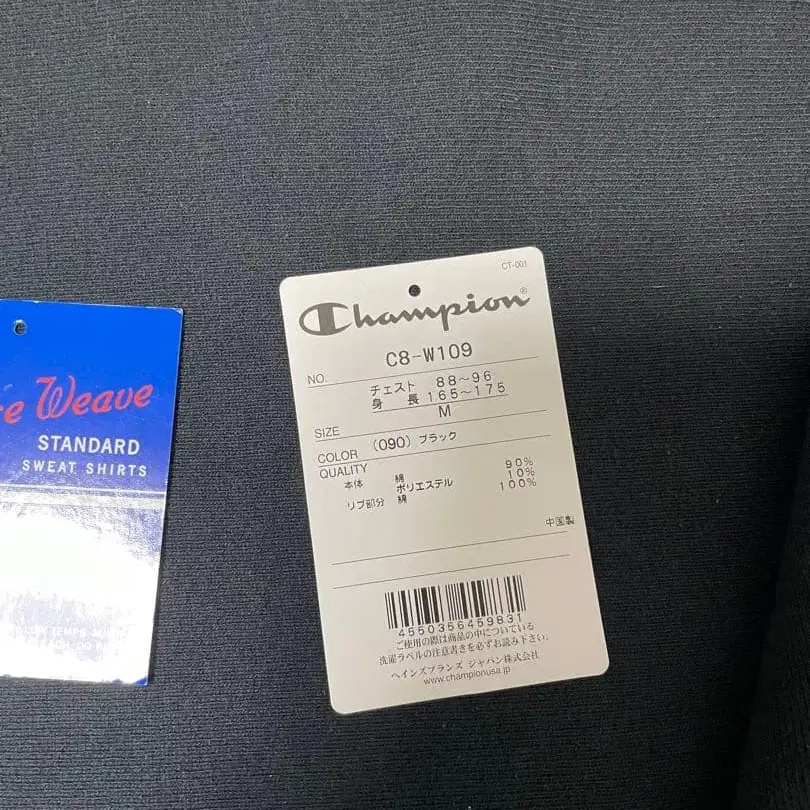 e Weave
STANDARD
SWEAT SHIRTS
CT-001
Champion®
NO. C8-W109
チェスト 88～96
身 長 165～175
SIZE M
COLOR (090) ブラック
QUALITY
本体 綿 90%
ポリエステル 10%
リブ部分 綿 100%
中国製
4550356459831
ご使用の際は商品の中についている
洗濯ラベルの注意書きを必ずお読み下さい。
ヘインズブランズ ジャパン株式会社
www.championusa.jp